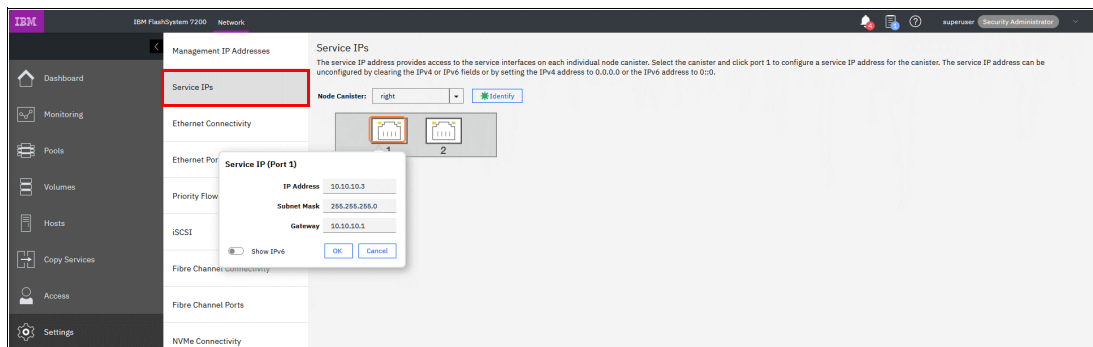 IBM
IBM FlashSystem 7200 Network
superuser Security Administrator
Dashboard
Monitoring
Pools
Volumes
Hosts
Copy Services
Access
Settings
Management IP Addresses
Service IPs
Ethernet Connectivity
Ethernet Por
Priority Flow
iSCSI
Fibre Channel Connectivity
Fibre Channel Ports
NVMe Connectivity
Service IPs
The service IP address provides access to the service interfaces on each individual node canister. Select the canister and click port 1 to configure a service IP address for the canister. The service IP address can be
unconfigured by clearing the IPv4 or IPv6 fields or by setting the IPv4 address to 0.0.0.0 or the IPv6 address to 0::0.
Node Canister: right Identify
1 2
Service IP (Port 1)
IP Address 10.10.10.3
Subnet Mask 255.255.255.0
Gateway 10.10.10.1
Show IPv6 OK Cancel